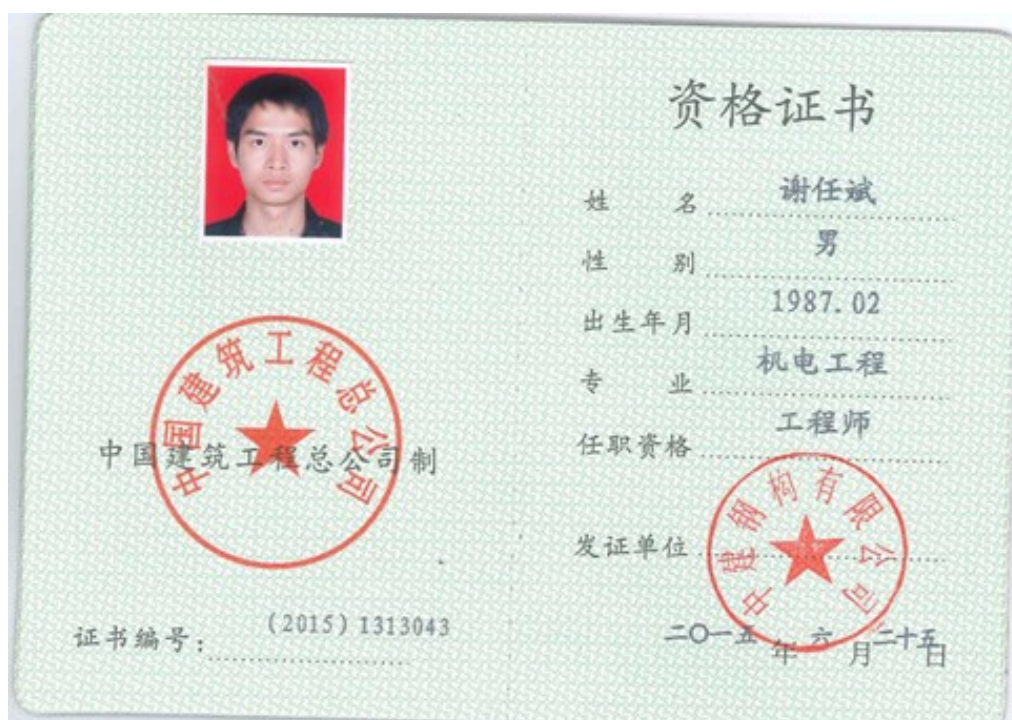 中国建筑工程总公司
中国建筑工程总公司制
证书编号：(2015) 1313043
资格证书
姓 名 谢任斌
性 别 男
出生年月 1987.02
专 业 机电工程
任职资格 工程师
发证单位
中建钢构有限公司
二〇一五年六月二十五日